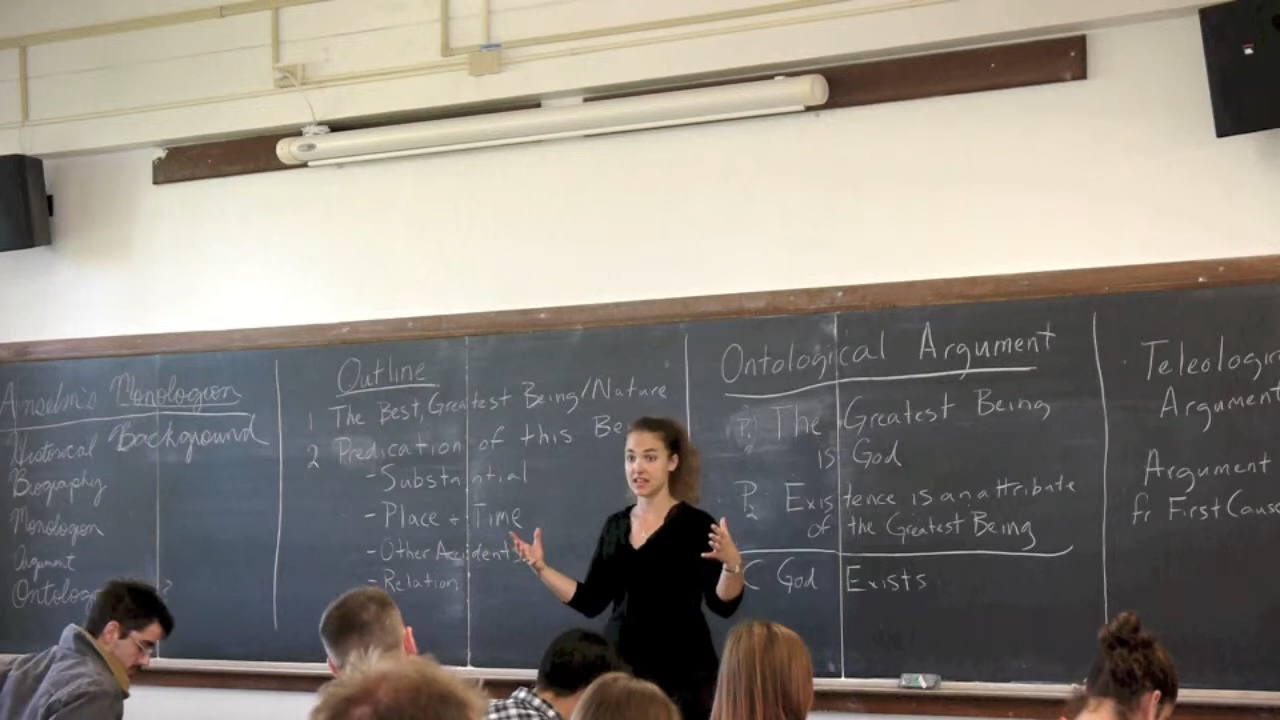 Anselm's Monologion
Historical Background
Biography
Monologion
Argument
Outline
1 The Best, Greatest Being/Nature
2 Predication of this
-Substantial
-Place + Time
-Other Accidents
-Relation
Ontological Argument
P1 The Greatest Being
is God
P2 Existence is an attribute
of the Greatest Being
C God Exists
Argument
Argument
fr First Cause